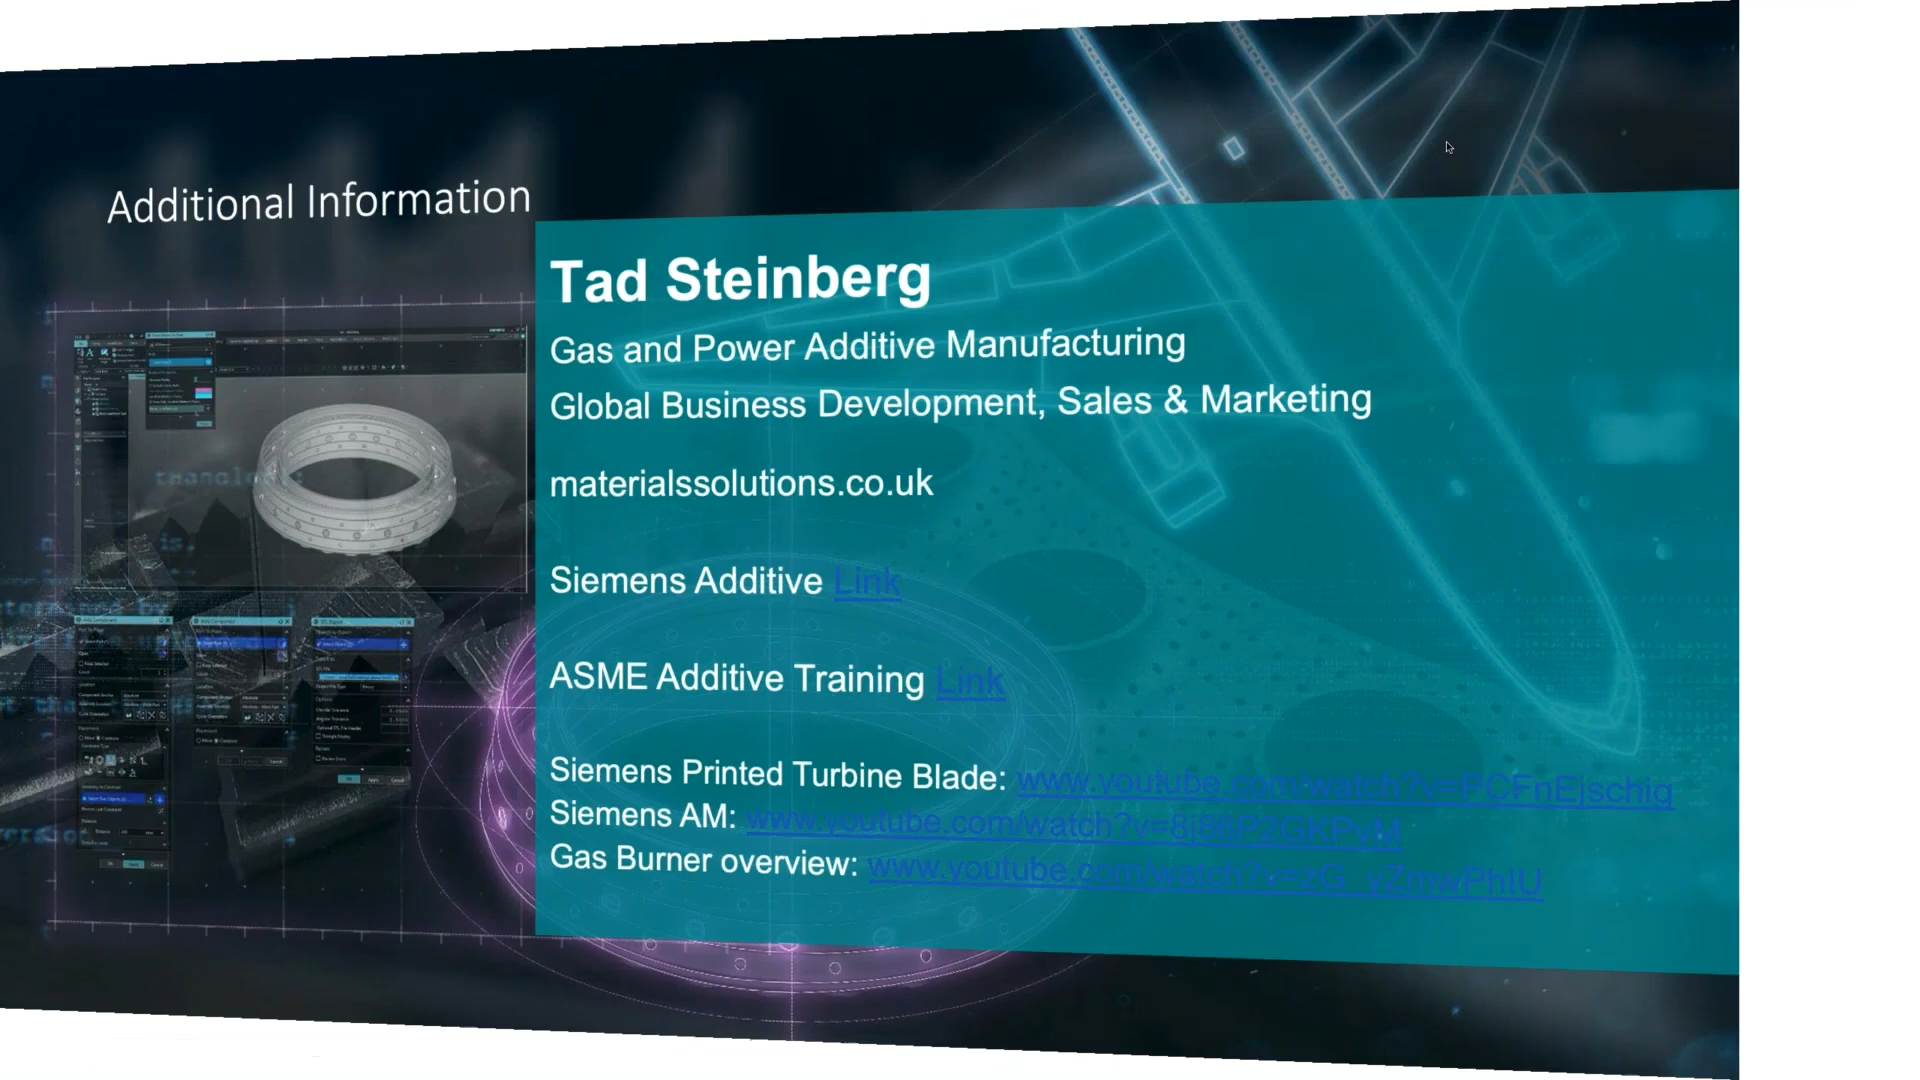 Additional Information
Tad Steinberg
Gas and Power Additive Manufacturing
Global Business Development, Sales & Marketing
materialssolutions.co.uk
Siemens Additive Link
ASME Additive Training Link
Siemens Printed Turbine Blade: www.youtube.com/watch?v=PCFnEjschig
Siemens AM: www.youtube.com/watch?v=8j86P2GKPvM
Gas Burner overview: www.youtube.com/watch?v=zG_yZmwPhIU